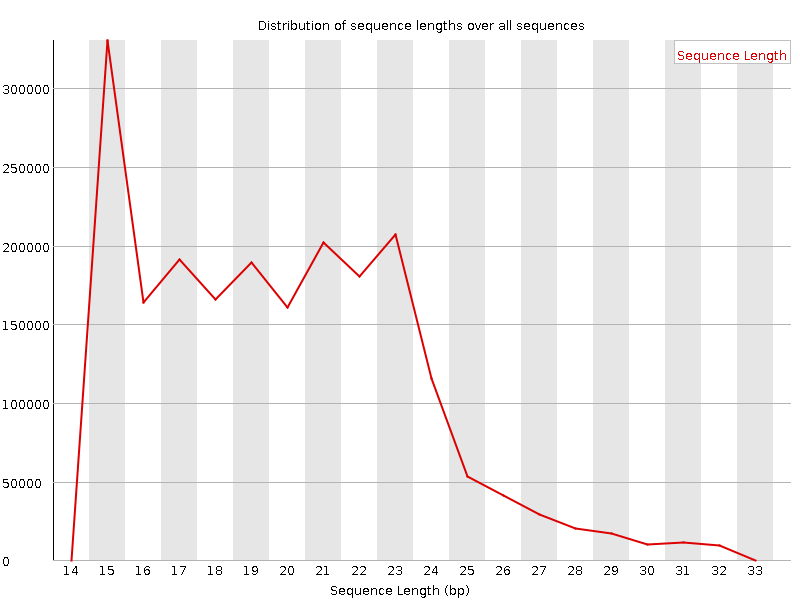 Distribution of sequence lengths over all sequences
Sequence Length
300000
250000
200000
150000
100000
50000
0
14 15 16 17 18 19 20 21 22 23 24 25 26 27 28 29 30 31 32 33
Sequence Length (bp)